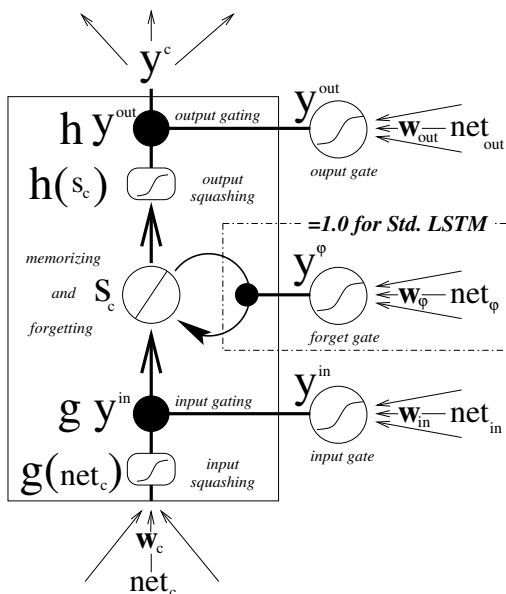 y^c
h y^out
output gating
y^out
w_out net_out
ouput gate
h(s_c)
output
squashing
=1.0 for Std. LSTM
memorizing
and
forgetting
s_c
y^φ
w_φ net_φ
forget gate
g y^in
input gating
y^in
w_in net_in
input gate
g(net_c)
input
squashing
w_c
net_c